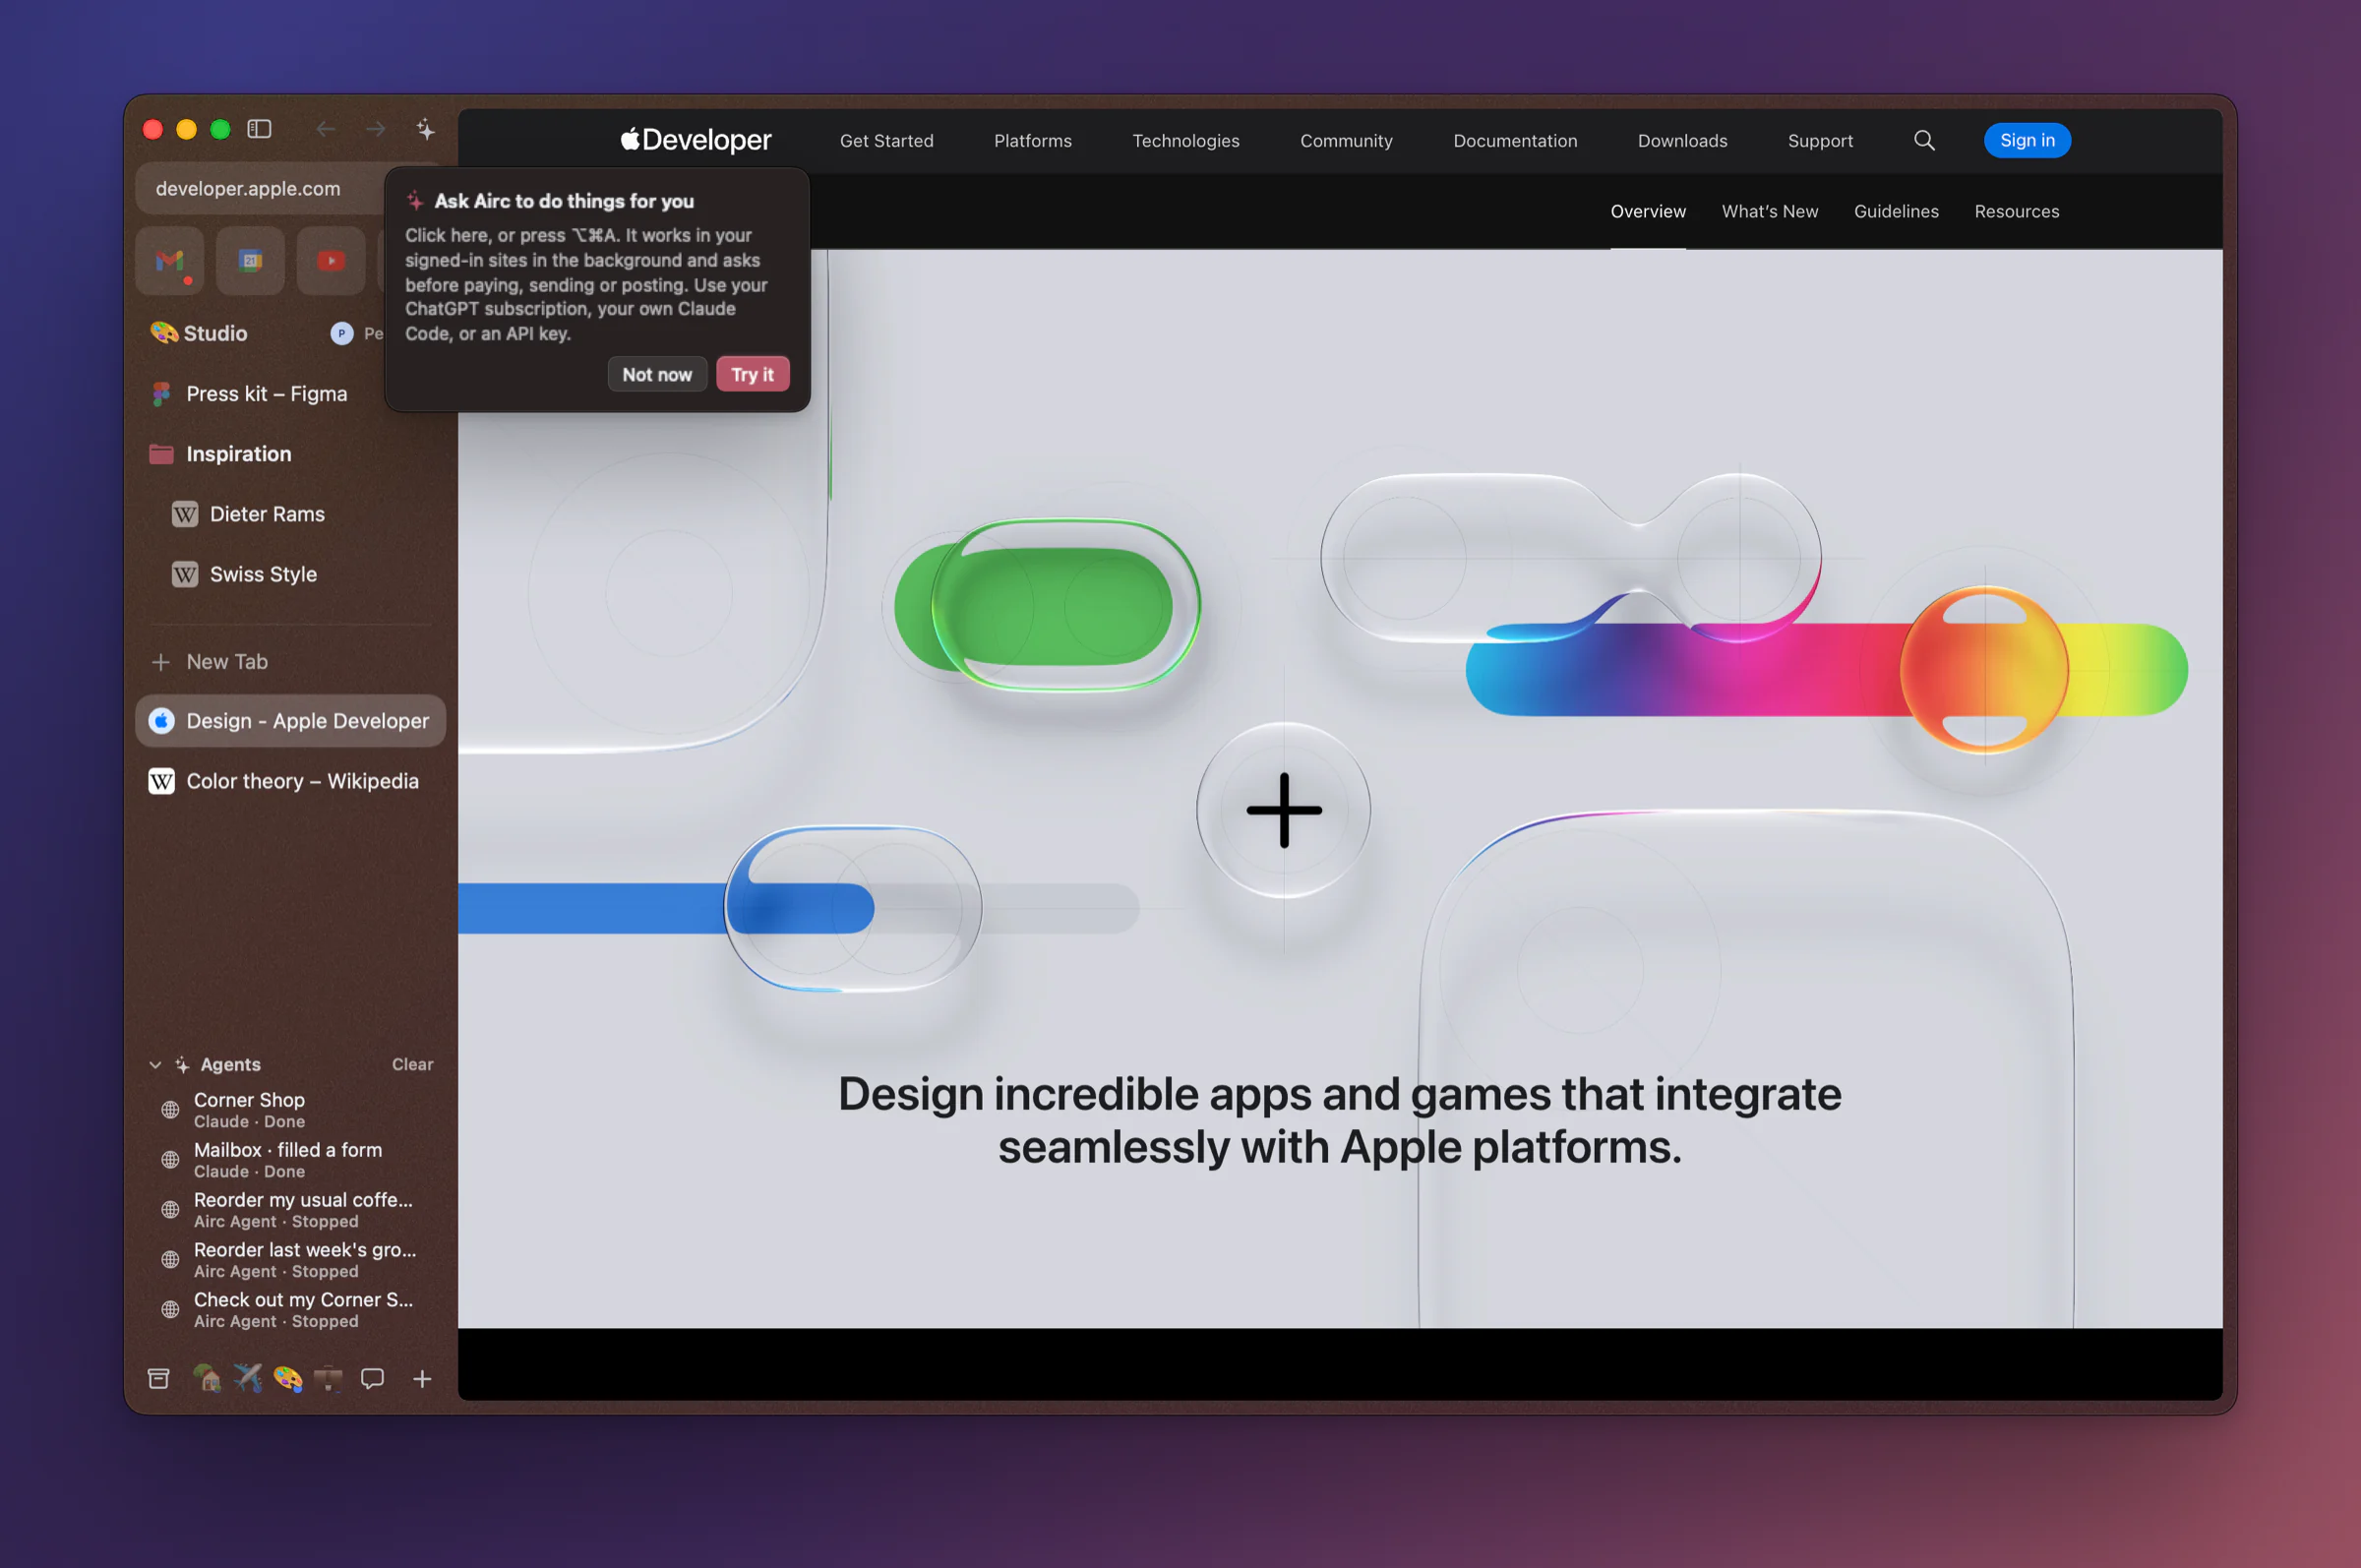 developer.apple.com
Ask Airc to do things for you
Click here, or press ⌥⌘A. It works in your
signed-in sites in the background and asks
before paying, sending or posting. Use your
ChatGPT subscription, your own Claude
Code, or an API key.
Not now
Try it
21
Studio
P
Pe
Press kit – Figma
Inspiration
W Dieter Rams
W Swiss Style
New Tab
Design - Apple Developer
W Color theory – Wikipedia
Agents
Clear
Corner Shop
Claude · Done
Mailbox · filled a form
Claude · Done
Reorder my usual coffe...
Airc Agent · Stopped
Reorder last week's gro...
Airc Agent · Stopped
Check out my Corner S...
Airc Agent · Stopped
Developer
Get Started
Platforms
Technologies
Community
Documentation
Downloads
Support
Sign in
Overview
What's New
Guidelines
Resources
Design incredible apps and games that integrate
seamlessly with Apple platforms.